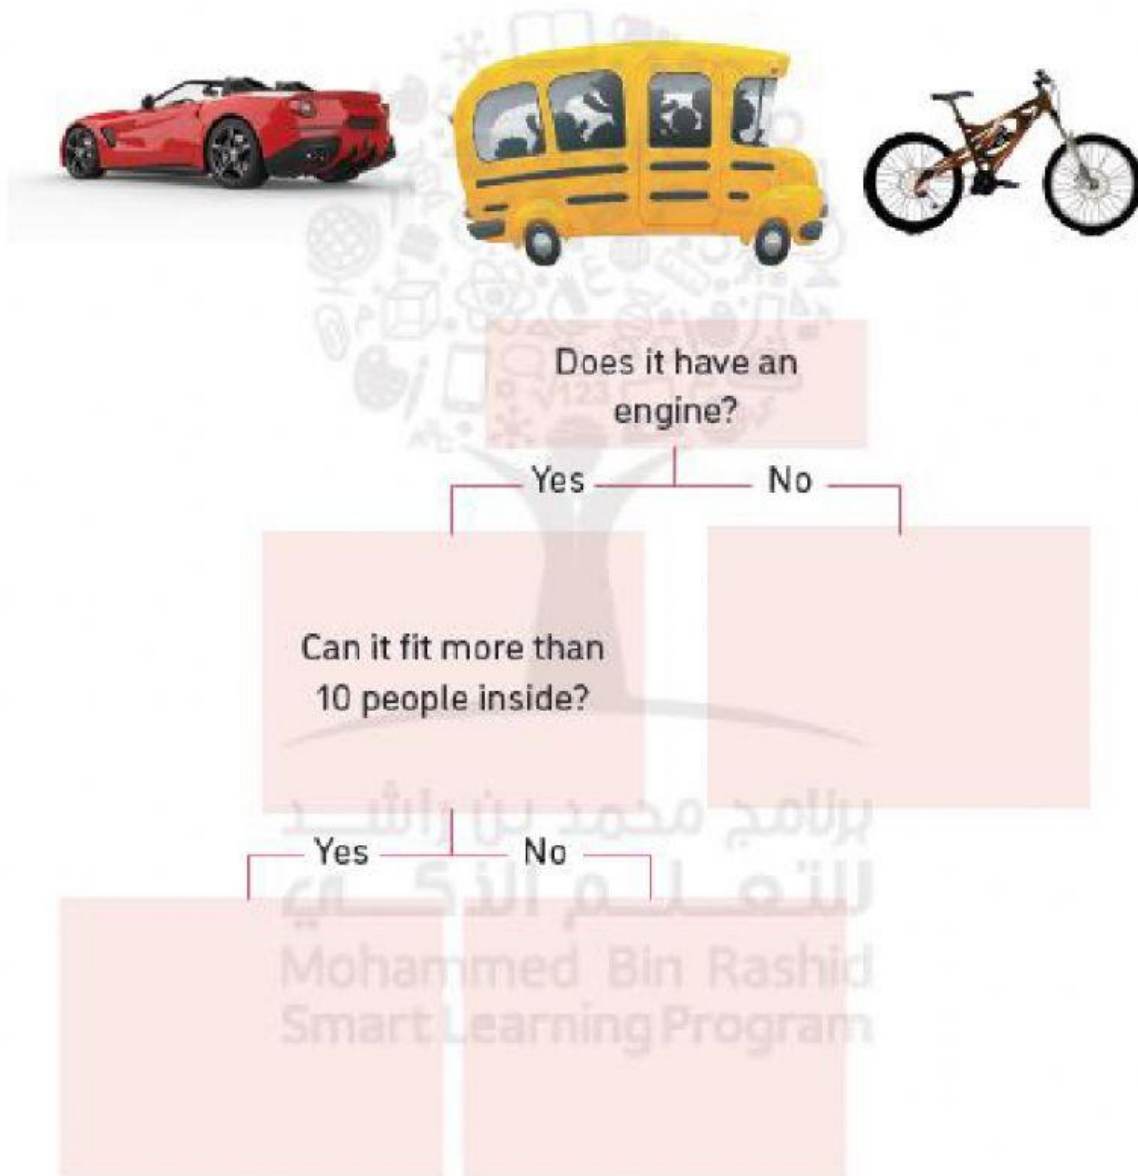 Does it have an
engine?
Yes
No
Can it fit more than
10 people inside?
Yes
No
برنامج محمد بن راشد
للتعلم الذكي
Mohammed Bin Rashid
Smart Learning Program